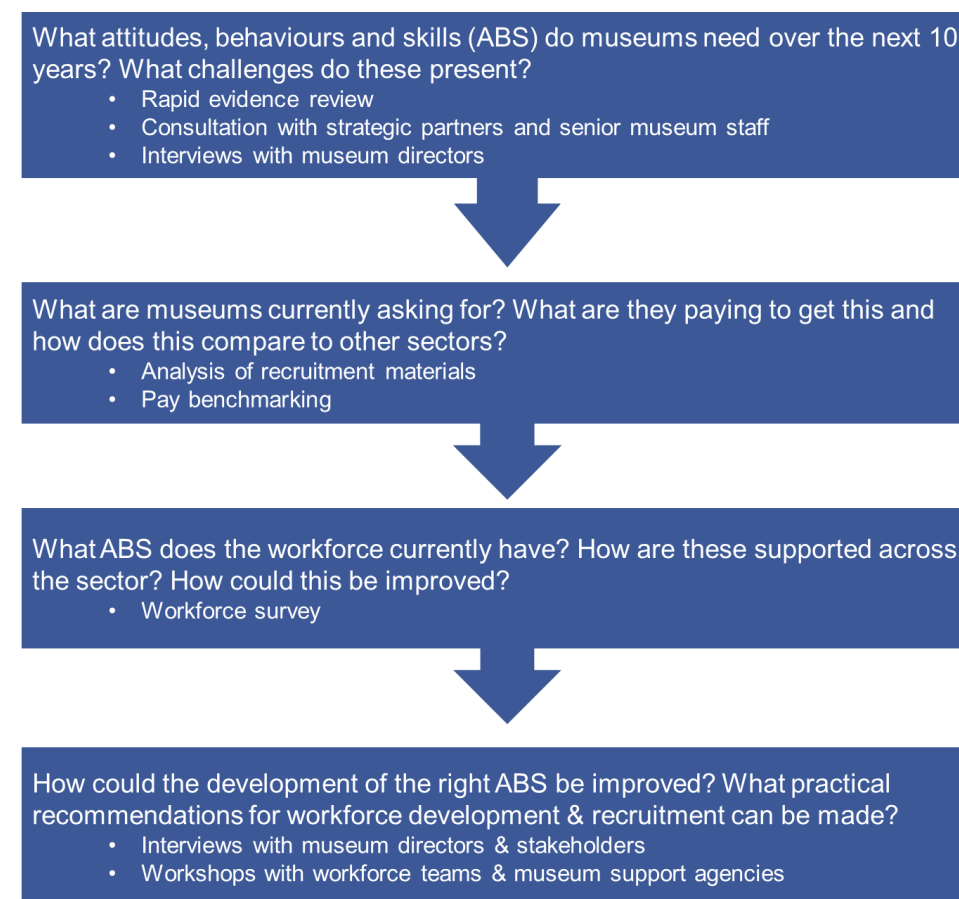 What attitudes, behaviours and skills (ABS) do museums need over the next 10
years? What challenges do these present?
• Rapid evidence review
• Consultation with strategic partners and senior museum staff
• Interviews with museum directors
What are museums currently asking for? What are they paying to get this and
how does this compare to other sectors?
• Analysis of recruitment materials
• Pay benchmarking
What ABS does the workforce currently have? How are these supported across
the sector? How could this be improved?
• Workforce survey
How could the development of the right ABS be improved? What practical
recommendations for workforce development & recruitment can be made?
• Interviews with museum directors & stakeholders
• Workshops with workforce teams & museum support agencies